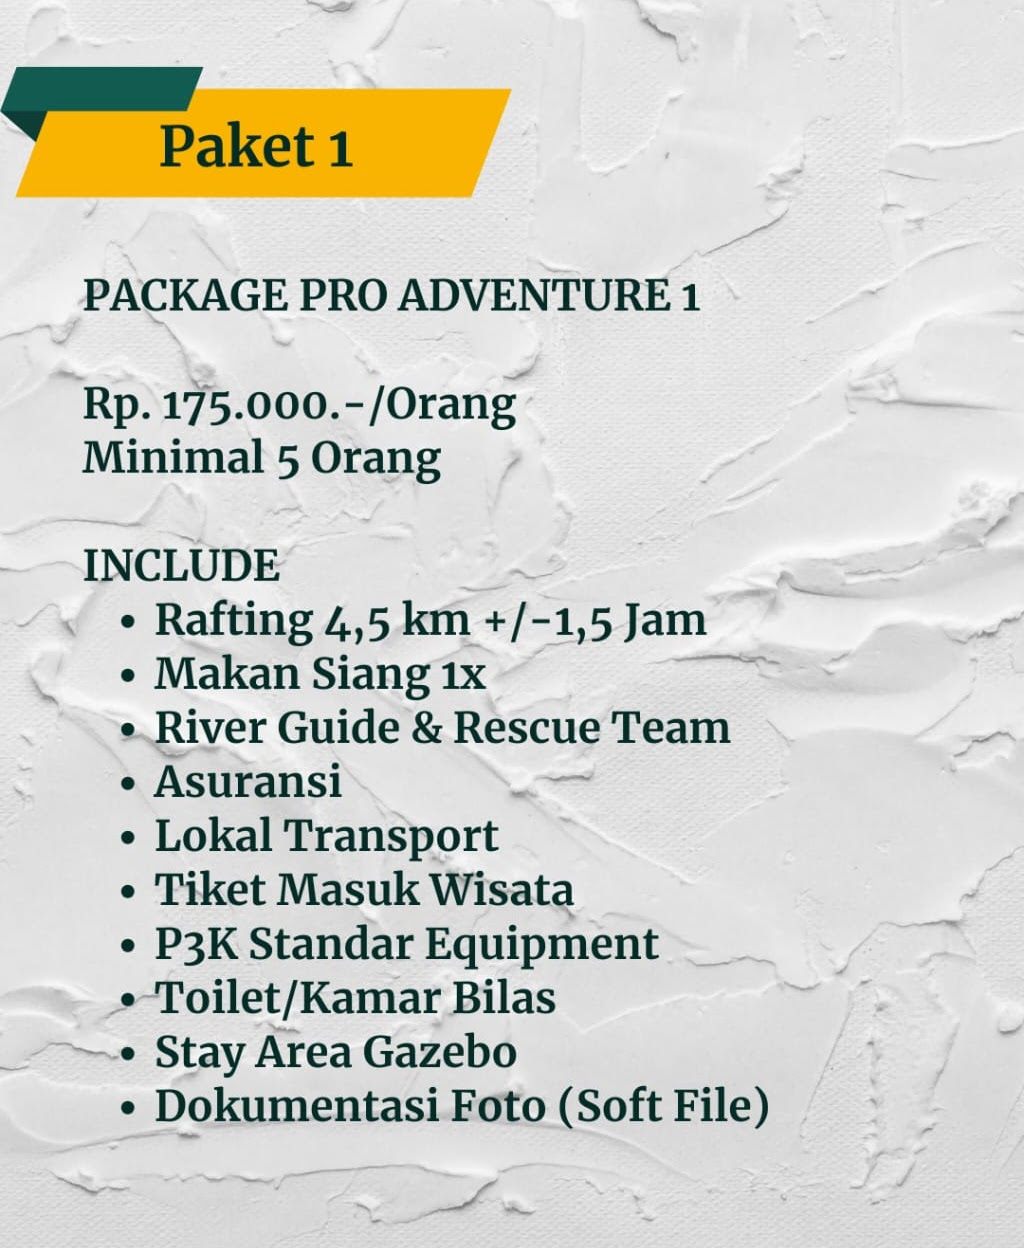 Paket 1
PACKAGE PRO ADVENTURE 1
Rp. 175.000.-/Orang
Minimal 5 Orang
INCLUDE
• Rafting 4,5 km +/-1,5 Jam
• Makan Siang 1x
• River Guide & Rescue Team
• Asuransi
• Lokal Transport
• Tiket Masuk Wisata
• P3K Standar Equipment
• Toilet/Kamar Bilas
• Stay Area Gazebo
• Dokumentasi Foto (Soft File)